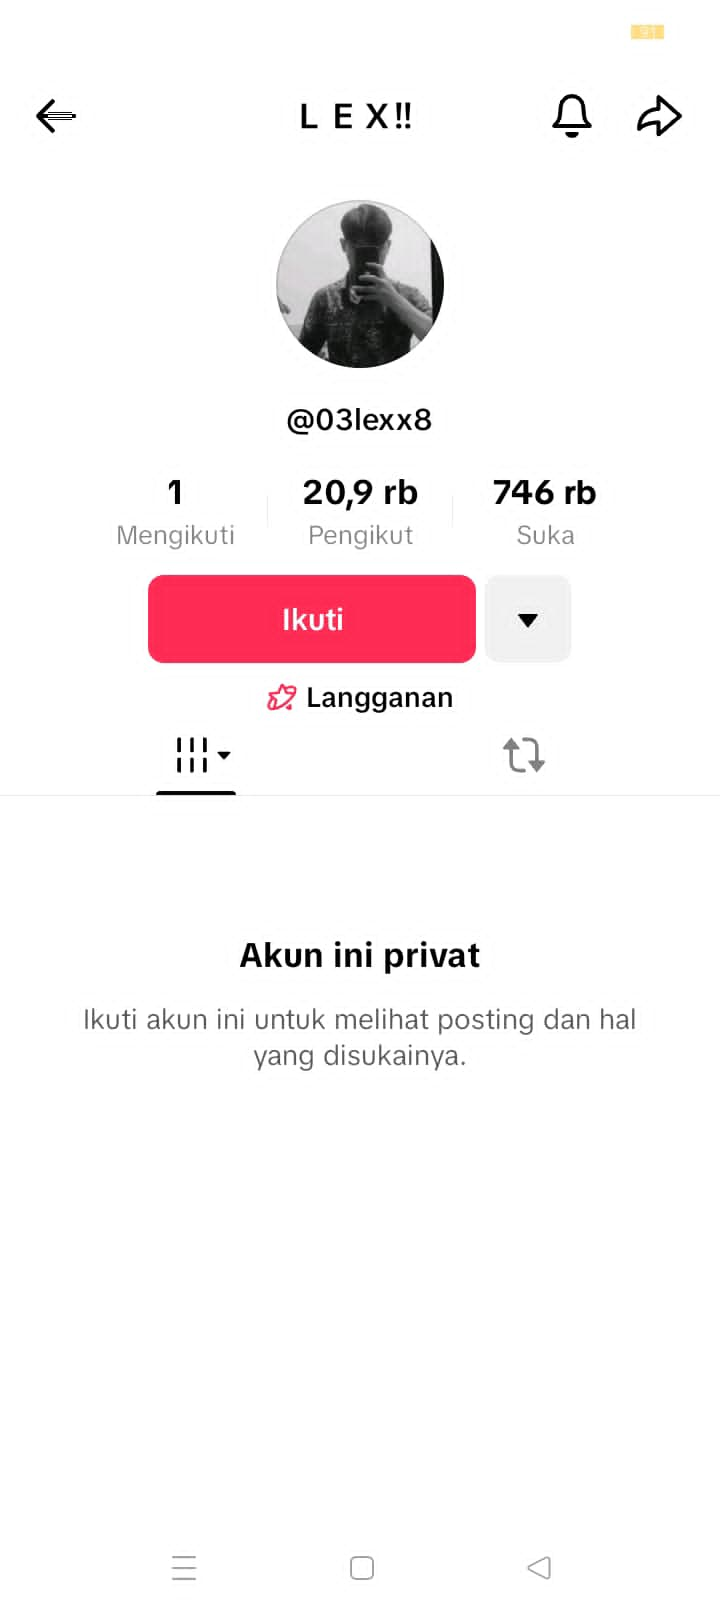 91
L E X!!
@03lexx8
1 20,9 rb 746 rb
Mengikuti Pengikut Suka
Ikuti
Langganan
Akun ini privat
Ikuti akun ini untuk melihat posting dan hal
yang disukainya.